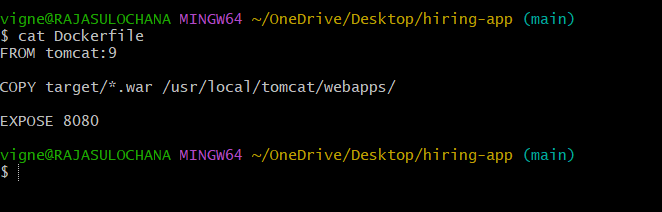 vigne@RAJASULOCHANA MINGW64 ~/OneDrive/Desktop/hiring-app (main)
$ cat Dockerfile
FROM tomcat:9
COPY target/*.war /usr/local/tomcat/webapps/
EXPOSE 8080
vigne@RAJASULOCHANA MINGW64 ~/OneDrive/Desktop/hiring-app (main)
$